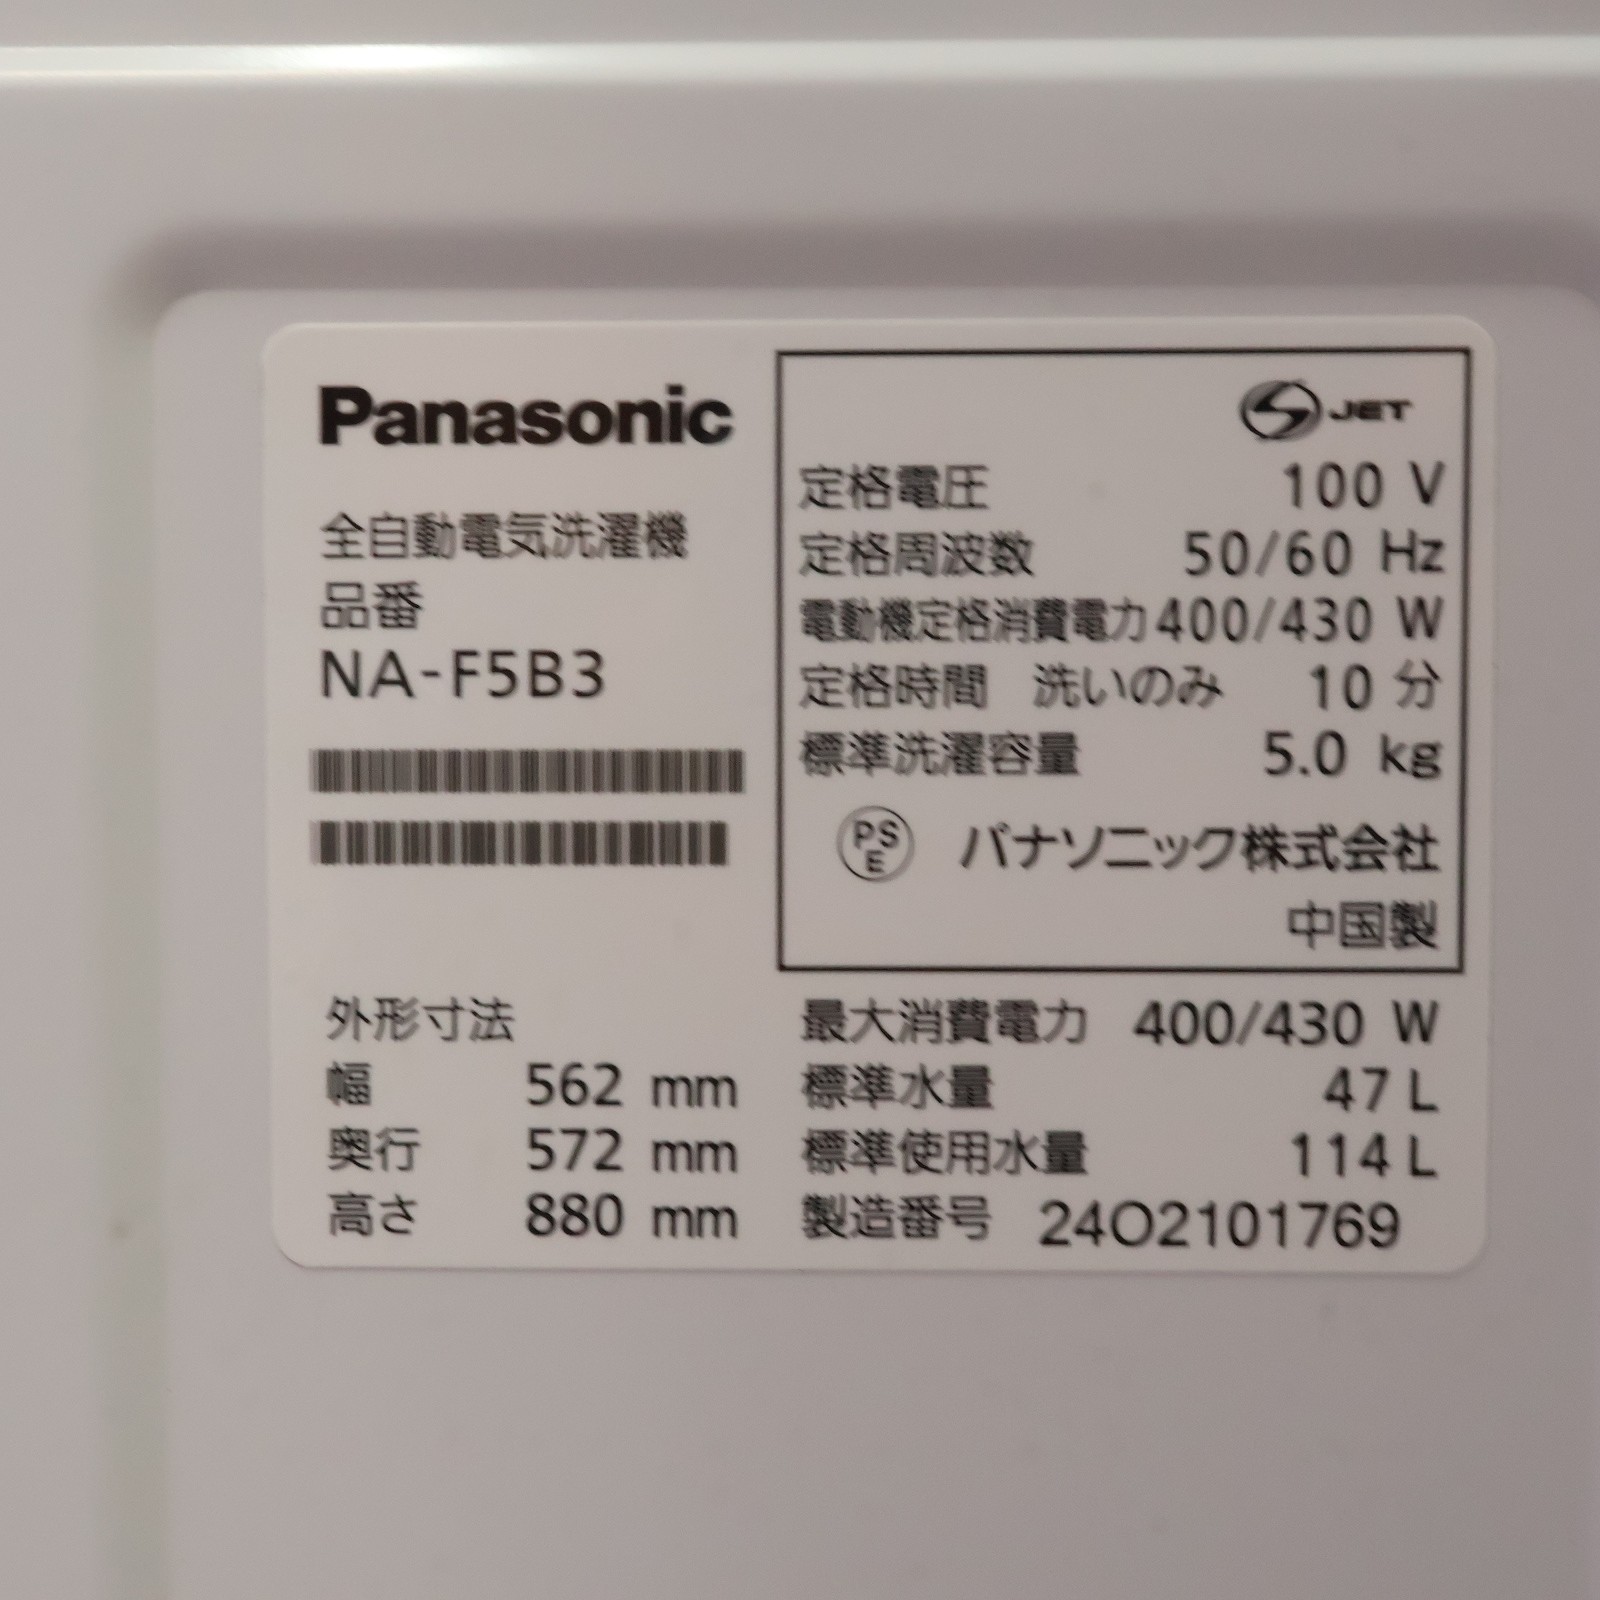 Panasonic
全自動電気洗濯機
品番
NA-F5B3
JET
定格電圧 100 V
定格周波数 50/60 Hz
電動機定格消費電力 400/430 W
定格時間 洗いのみ 10 分
標準洗濯容量 5.0 kg
PS
E
パナソニック株式会社
中国製
外形寸法
幅 562 mm
奥行 572 mm
高さ 880 mm
最大消費電力 400/430 W
標準水量 47 L
標準使用水量 114 L
製造番号 24O2101769